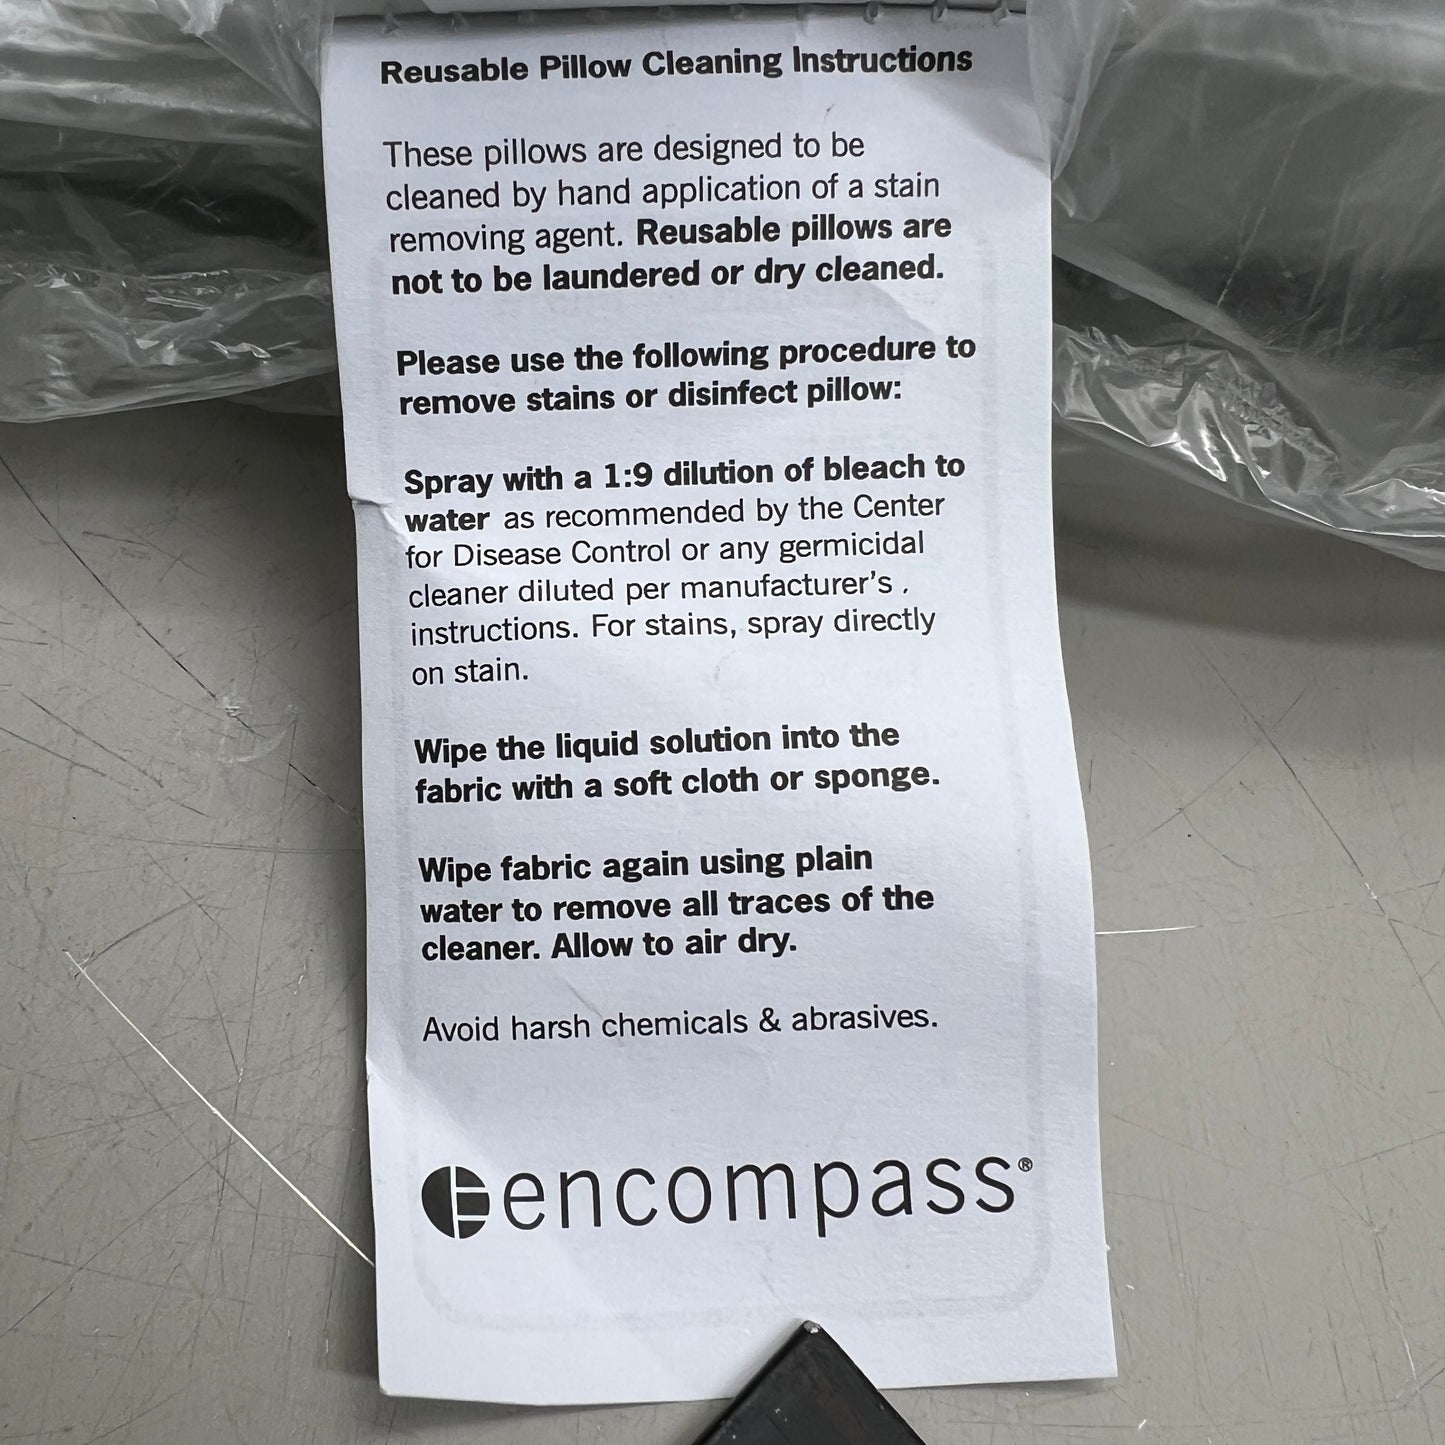 Reusable Pillow Cleaning Instructions
These pillows are designed to be
cleaned by hand application of a stain
removing agent. Reusable pillows are
not to be laundered or dry cleaned.
Please use the following procedure to
remove stains or disinfect pillow:
Spray with a 1:9 dilution of bleach to
water as recommended by the Center
for Disease Control or any germicidal
cleaner diluted per manufacturer's .
instructions. For stains, spray directly
on stain.
Wipe the liquid solution into the
fabric with a soft cloth or sponge.
Wipe fabric again using plain
water to remove all traces of the
cleaner. Allow to air dry.
Avoid harsh chemicals & abrasives.
encompass®